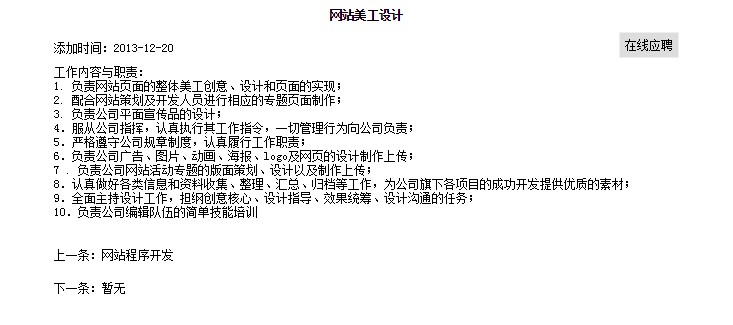 网站美工设计
添加时间：2013-12-20
在线应聘
工作内容与职责：
1. 负责网站页面的整体美工创意、设计和页面的实现；
2. 配合网站策划及开发人员进行相应的专题页面制作；
3. 负责公司平面宣传品的设计；
4. 服从公司指挥，认真执行其工作指令，一切管理行为向公司负责；
5. 严格遵守公司规章制度，认真履行工作职责；
6. 负责公司广告、图片、动画、海报、logo及网页的设计制作上传；
7 . 负责公司网站活动专题的版面策划、设计以及制作上传；
8. 认真做好各类信息和资料收集、整理、汇总、归档等工作，为公司旗下各项目的成功开发提供优质的素材；
9. 全面主持设计工作，担纲创意核心、设计指导、效果统筹、设计沟通的任务；
10. 负责公司编辑队伍的简单技能培训
上一条：网站程序开发
下一条：暂无